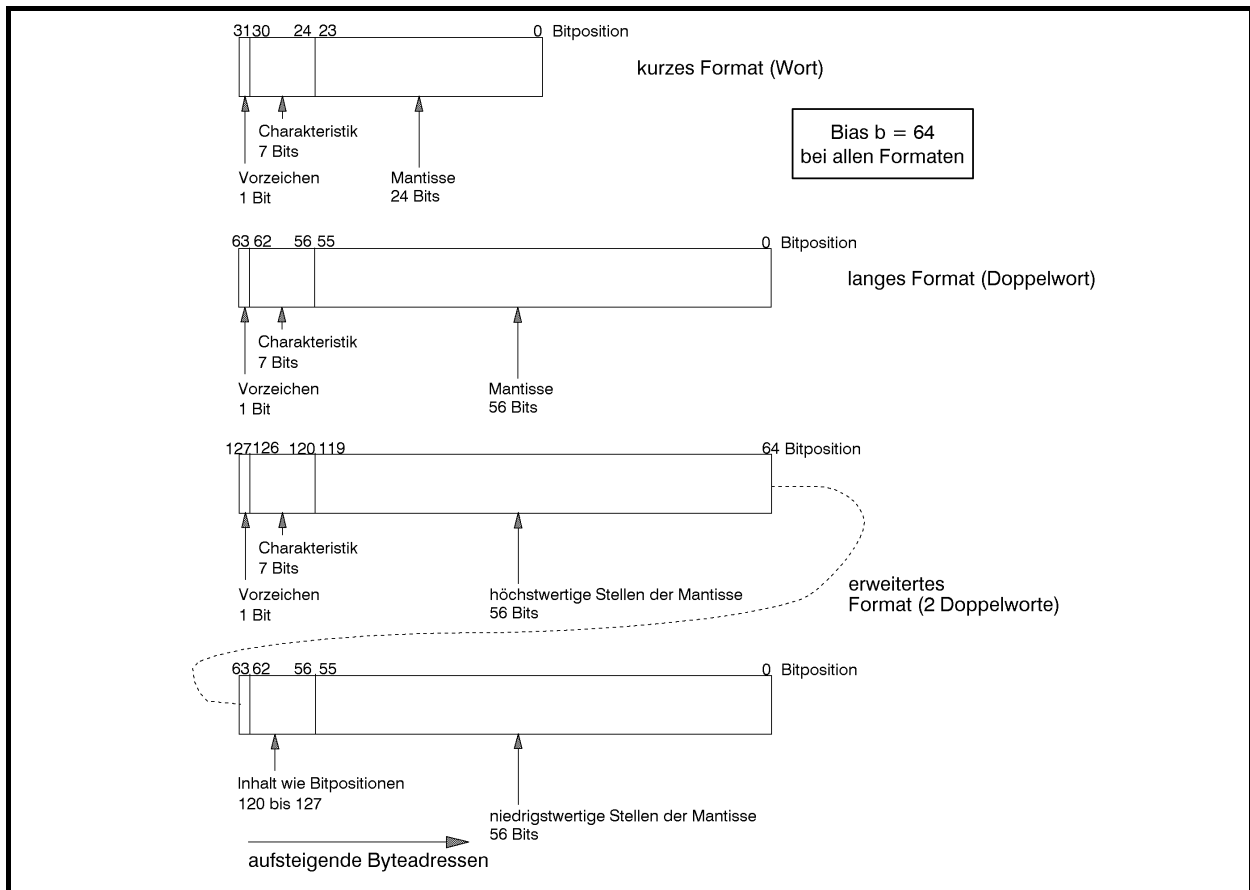 31 30 24 23 0 Bitposition
kurzes Format (Wort)
Charakteristik
7 Bits
Vorzeichen
1 Bit
Mantisse
24 Bits
Bias b = 64
bei allen Formaten
63 62 56 55 0 Bitposition
langes Format (Doppelwort)
Charakteristik
7 Bits
Vorzeichen
1 Bit
Mantisse
56 Bits
127 126 120 119 64 Bitposition
Charakteristik
7 Bits
Vorzeichen
1 Bit
höchstwertige Stellen der Mantisse
56 Bits
erweitertes
Format (2 Doppelworte)
63 62 56 55 0 Bitposition
Inhalt wie Bitpositionen
120 bis 127
niedrigstwertige Stellen der Mantisse
56 Bits
aufsteigende Byteadressen